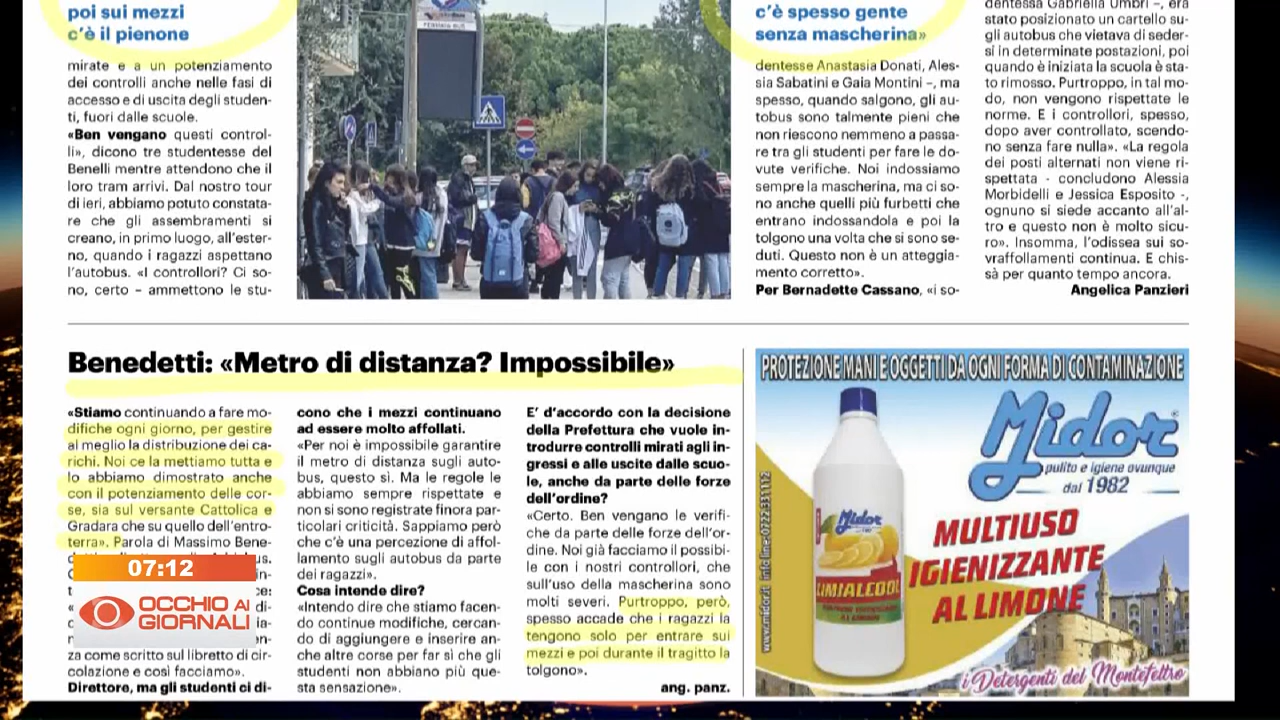 poi sui mezzi
c'è il pienone
mirate e a un potenziamento
dei controlli anche nelle fasi di
accesso e di uscita degli studen-
ti, fuori dalle scuole.
«Ben vengano questi control-
li», dicono tre studentesse del
Benelli mentre attendono che il
loro tram arrivi. Dal nostro tour
di ieri, abbiamo potuto constata-
re che gli assembramenti si
creano, in primo luogo, all'ester-
no, quando i ragazzi aspettano
l'autobus. «I controllori? Ci so-
no, certo – ammettono le stu-
c'è spesso gente
senza mascherina»
dentesse Anastasia Donati, Ales-
sia Sabatini e Gaia Montini –, ma
spesso, quando salgono, gli au-
tobus sono talmente pieni che
non riescono nemmeno a passa-
re tra gli studenti per fare le do-
vute verifiche. Noi indossiamo
sempre la mascherina, ma ci so-
no anche quelli più furbetti che
entrano indossandola e poi la
tolgono una volta che si sono se-
duti. Questo non è un atteggia-
mento corretto».
Per Bernadette Cassano, «i so-
dentessa Gabriella Umbri –, era
stato posizionato un cartello su-
gli autobus che vietava di seder-
si in determinate postazioni, poi
quando è iniziata la scuola è sta-
to rimosso. Purtroppo, in tal mo-
do, non vengono rispettate le
norme. E i controllori, spesso,
dopo aver controllato, scendo-
no senza fare nulla». «La regola
dei posti alternati non viene ri-
spettata - concludono Alessia
Morbidelli e Jessica Esposito -,
ognuno si siede accanto all'al-
tro e questo non è molto sicu-
ro». Insomma, l'odissea sui so-
vraffollamenti continua. E chis-
sà per quanto tempo ancora.
Angelica Panzieri
Benedetti: «Metro di distanza? Impossibile»
«Stiamo continuando a fare mo-
difiche ogni giorno, per gestire
al meglio la distribuzione dei ca-
richi. Noi ce la mettiamo tutta e
lo abbiamo dimostrato anche
con il potenziamento delle cor-
se, sia sul versante Cattolica e
Gradara che su quello dell'entro-
terra». Parola di Massimo Bene-
za come scritto sul libretto di cir-
colazione e così facciamo».
Direttore, ma gli studenti ci di-
cono che i mezzi continuano
ad essere molto affollati.
«Per noi è impossibile garantire
il metro di distanza sugli auto-
bus, questo sì. Ma le regole le
abbiamo sempre rispettate e
non si sono registrate finora par-
ticolari criticità. Sappiamo però
che c'è una percezione di affol-
lamento sugli autobus da parte
dei ragazzi».
Cosa intende dire?
«Intendo dire che stiamo facen-
do continue modifiche, cercan-
do di aggiungere e inserire an-
che altre corse per far sì che gli
studenti non abbiano più que-
sta sensazione».
E' d'accordo con la decisione
della Prefettura che vuole in-
trodurre controlli mirati agli in-
gressi e alle uscite dalle scuo-
le, anche da parte delle forze
dell'ordine?
«Certo. Ben vengano le verifi-
che da parte delle forze dell'or-
dine. Noi già facciamo il possibi-
le con i nostri controllori, che
sull'uso della mascherina sono
molti severi. Purtroppo, però,
spesso accade che i ragazzi la
tengono solo per entrare sui
mezzi e poi durante il tragitto la
tolgono».
ang. panz.
07:12
OCCHIO AI
GIORNALI
PROTEZIONE MANI E OGGETTI DA OGNI FORMA DI CONTAMINAZIONE
Midor
pulito e igiene ovunque
dal 1982
MULTIUSO
IGIENIZZANTE
AL LIMONE
Midor
LIMIALCOOL
www.midor.it info line: 0722 331112
i Detergenti del Montefeltro